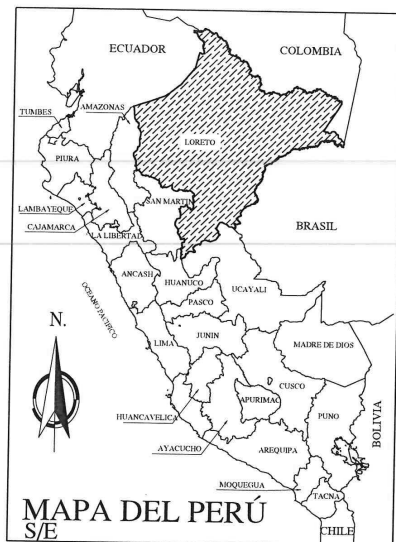 ECUADOR
COLOMBIA
AMAZONAS
TUMBES
LORETO
PIURA
SAN MARTIN
LAMBAYEQUE
CAJAMARCA
LA LIBERTAD
BRASIL
ANCASH
HUANUCO
UCAYALI
PASCO
OCEANO PACIFICO
N.
LIMA
JUNIN
MADRE DE DIOS
CUSCO
HUANCAVELICA
APURIMAC
PUNO
BOLIVIA
AYACUCHO
AREQUIPA
MOQUEGUA
TACNA
MAPA DEL PERÚ
S/E
CHILE